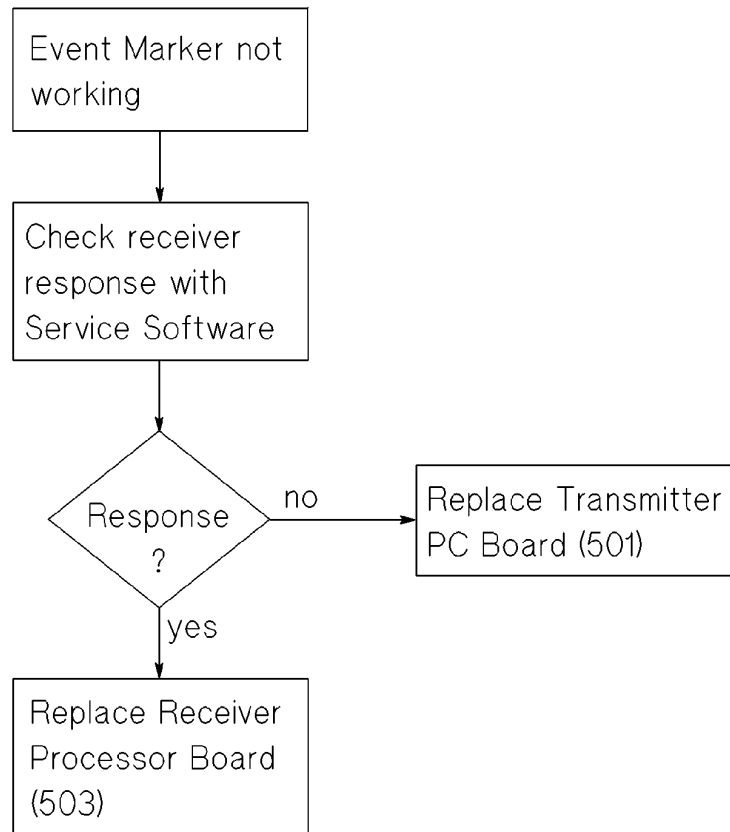 Event Marker not
working
Check receiver
response with
Service Software
Response
?
no
Replace Transmitter
PC Board (501)
yes
Replace Receiver
Processor Board
(503)